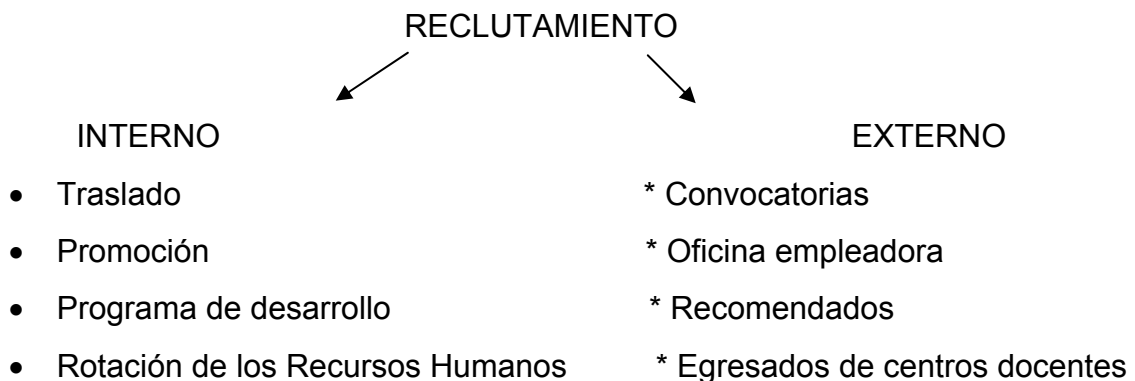 RECLUTAMIENTO
INTERNO EXTERNO
• Traslado * Convocatorias
• Promoción * Oficina empleadora
• Programa de desarrollo * Recomendados
• Rotación de los Recursos Humanos * Egresados de centros docentes